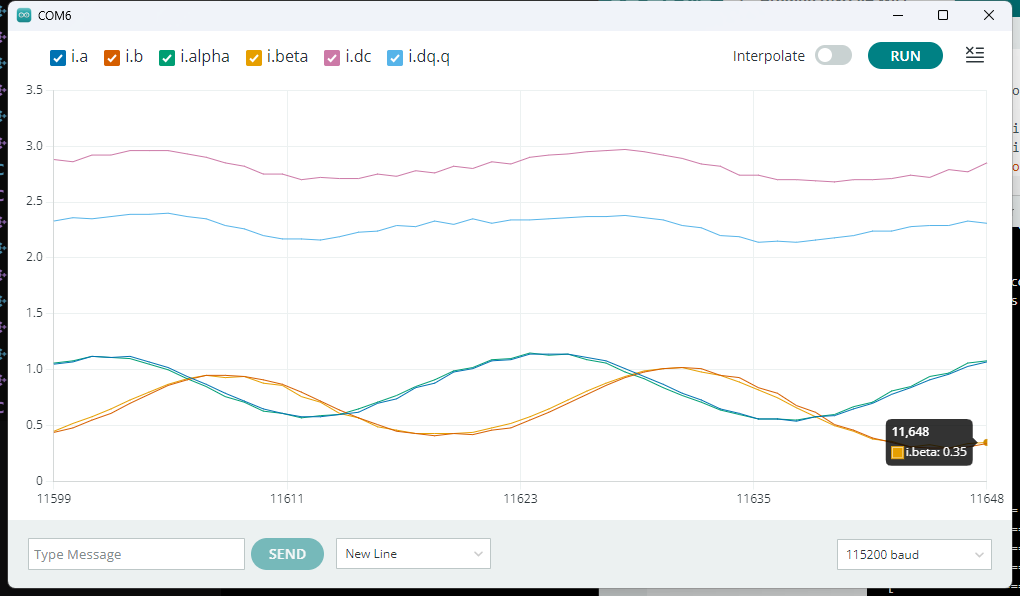 COM6
i.a i.b i.alpha i.beta i.dc i.dq.q
Interpolate RUN
3.5
3.0
2.5
2.0
1.5
1.0
0.5
0
11,648
i.beta: 0.35
11599 11611 11623 11635 11648
Type Message SEND New Line 115200 baud